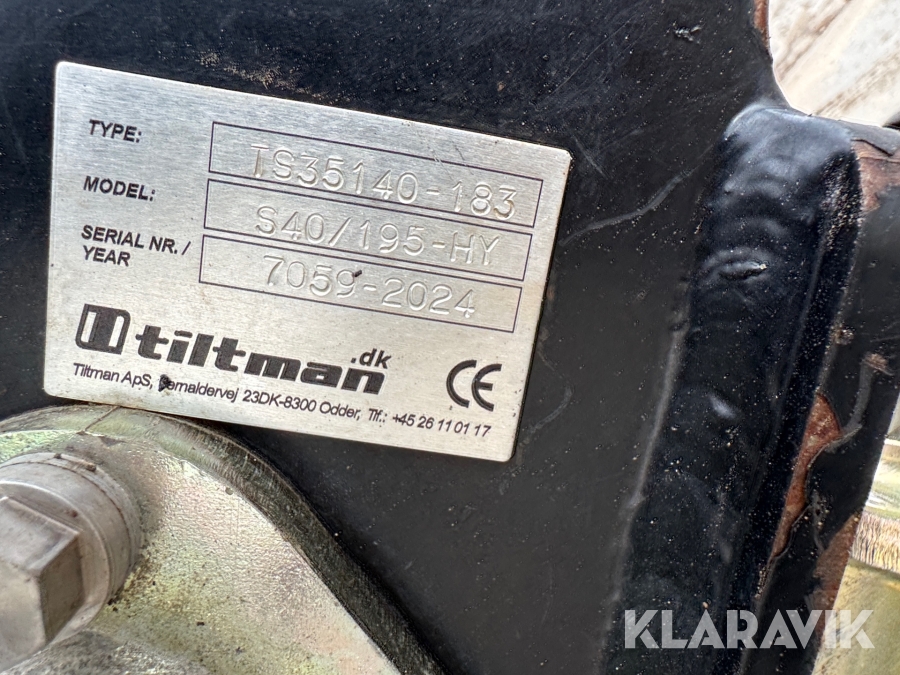 TYPE: TS35140-183
MODEL: S40/195-HY
SERIAL NR./ YEAR 7059-2024
tiltman.dk
CE
Tiltman ApS, 23DK-8300 Odder, Tlf.: +45 26 11 01 17
KLARAVIK